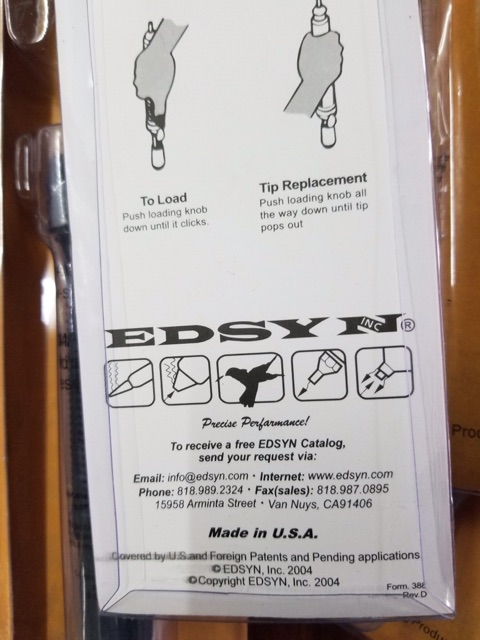 To Load
Push loading knob
down until it clicks.
Tip Replacement
Push loading knob all
the way down until tip
pops out
EDSYN INC ®
Precise Performance!
To receive a free EDSYN Catalog,
send your request via:
Email: info@edsyn.com · Internet: www.edsyn.com
Phone: 818.989.2324 · Fax(sales): 818.987.0895
15958 Arminta Street · Van Nuys, CA91406
Made in U.S.A.
Covered by U.S and Foreign Patents and Pending applications
© EDSYN, Inc. 2004
©Copyright EDSYN, Inc. 2004
Form. 386
Rev.D